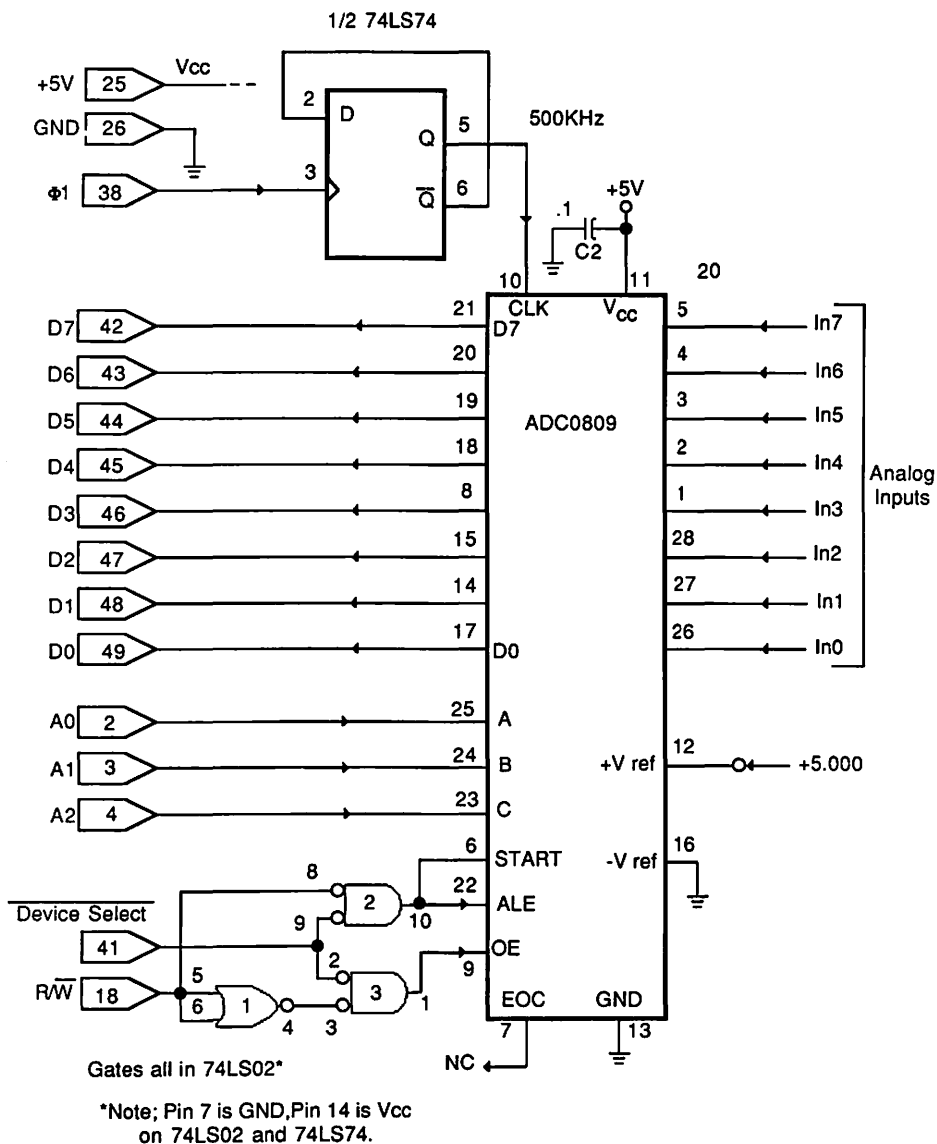 1/2 74LS74
+5V 25 Vcc
GND 26
Φ1 38
2 D
3
Q 5
Q̅ 6
500KHz
+5V
.1
C2
10 CLK
11 VCC
20
D7 42 21 D7
D6 43 20
D5 44 19
D4 45 18
D3 46 8
D2 47 15
D1 48 14
D0 49 17 D0
ADC0809
5 In7
4 In6
3 In5
2 In4
1 In3
28 In2
27 In1
26 In0
Analog
Inputs
A0 2 25 A
A1 3 24 B
A2 4 23 C
+V ref 12 +5.000
-V ref 16
6 START
8 2 22 ALE
9 10
Device Select
41
2 3 1 9 OE
R/W̅ 18 5
6 1 4 3
EOC GND
7 13
NC
Gates all in 74LS02*
*Note; Pin 7 is GND,Pin 14 is Vcc
on 74LS02 and 74LS74.